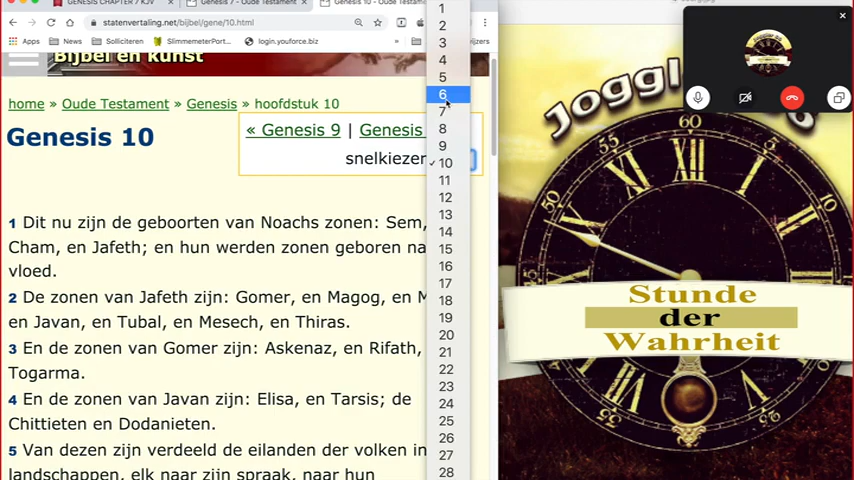 GENESIS CHAPTER 7 KJV
Genesis 7 - Oude Testament
Genesis 10 - Oude Testament
statenvertaling.net/bijbel/gene/10.html
Apps
News
Solliciteren
SlimmemeterPort...
login.youforce.biz
Bijbel en kunst
home » Oude Testament » Genesis » hoofdstuk 10
Genesis 10
« Genesis 9 | Genesis
snelkiezer
1 Dit nu zijn de geboorten van Noachs zonen: Sem,
Cham, en Jafeth; en hun werden zonen geboren na
vloed.
2 De zonen van Jafeth zijn: Gomer, en Magog, en M
en Javan, en Tubal, en Mesech, en Thiras.
3 En de zonen van Gomer zijn: Askenaz, en Rifath,
Togarma.
4 En de zonen van Javan zijn: Elisa, en Tarsis; de
Chittieten en Dodanieten.
5 Van dezen zijn verdeeld de eilanden der volken in
landschappen, elk naar zijn spraak, naar hun
1
2
3
4
5
6
7
8
9
✓ 10
11
12
13
14
15
16
17
18
19
20
21
22
23
24
25
26
27
28
Joggl
60
XII
Stunde
der
Wahrheit